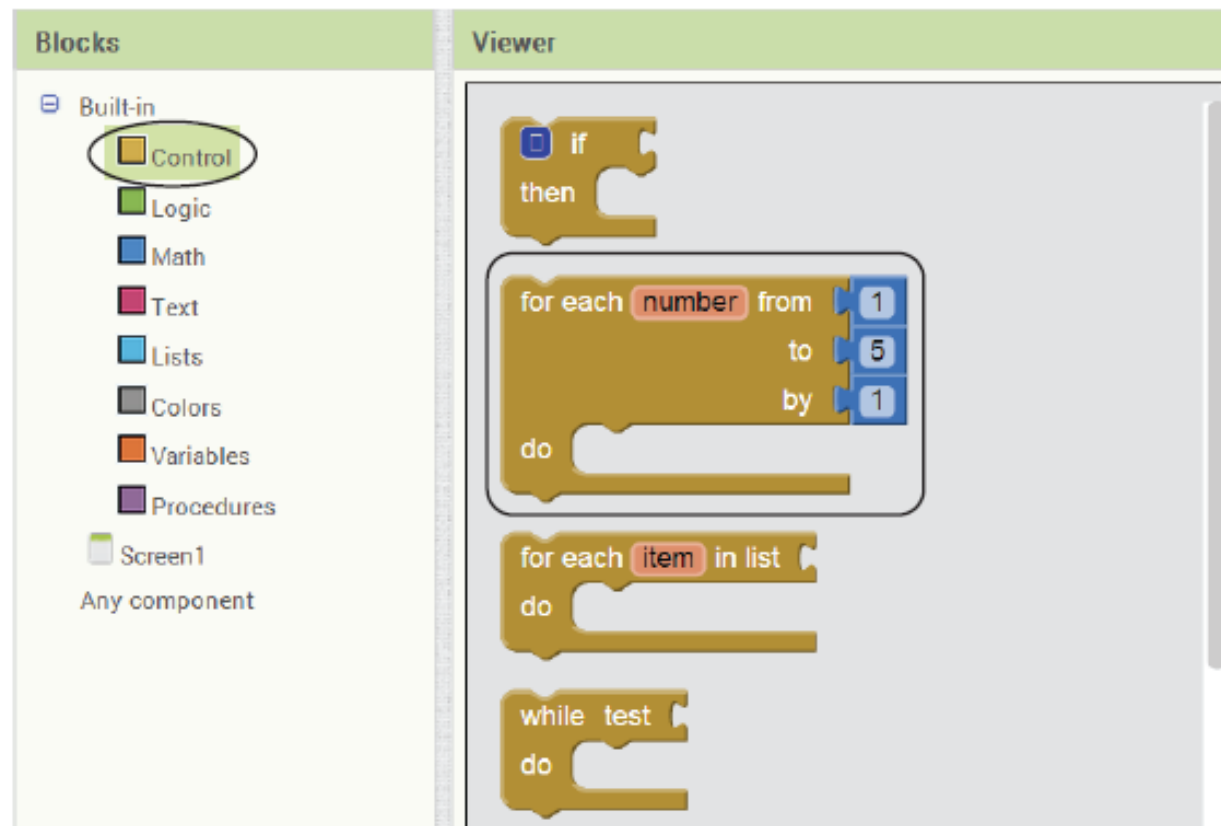 Blocks
Built-in
Control
Logic
Math
Text
Lists
Colors
Variables
Procedures
Screen1
Any component
Viewer
if
then
for each number from 1
to 5
by 1
do
for each item in list
do
while test
do